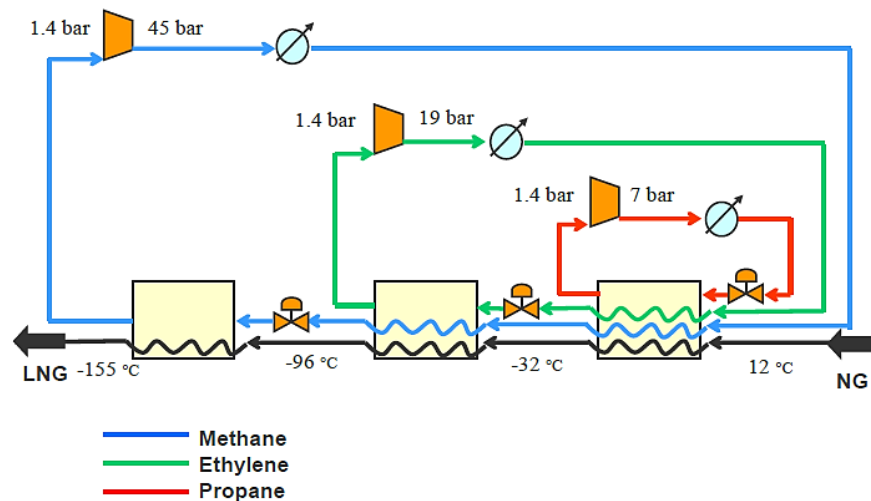 1.4 bar 45 bar
1.4 bar 19 bar
1.4 bar 7 bar
LNG -155 °C -96 °C -32 °C 12 °C NG
Methane
Ethylene
Propane